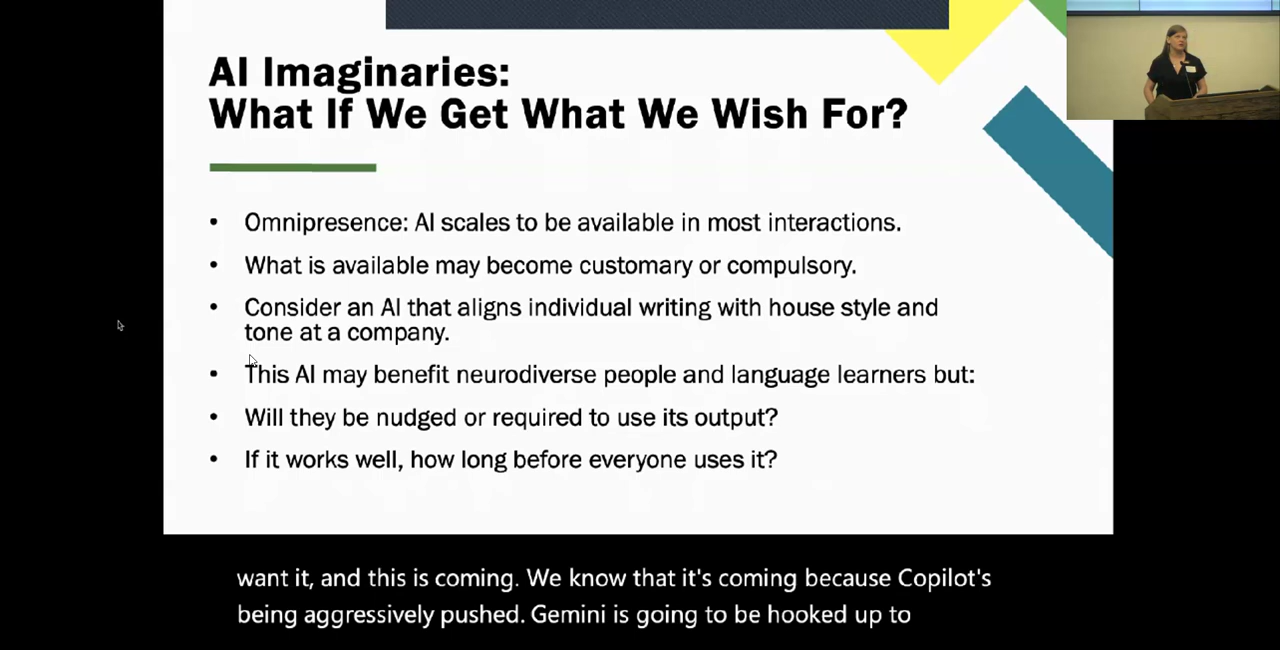 AI Imaginaries:
What If We Get What We Wish For?
• Omnipresence: AI scales to be available in most interactions.
• What is available may become customary or compulsory.
• Consider an AI that aligns individual writing with house style and
tone at a company.
• This AI may benefit neurodiverse people and language learners but:
• Will they be nudged or required to use its output?
• If it works well, how long before everyone uses it?
want it, and this is coming. We know that it's coming because Copilot's
being aggressively pushed. Gemini is going to be hooked up to